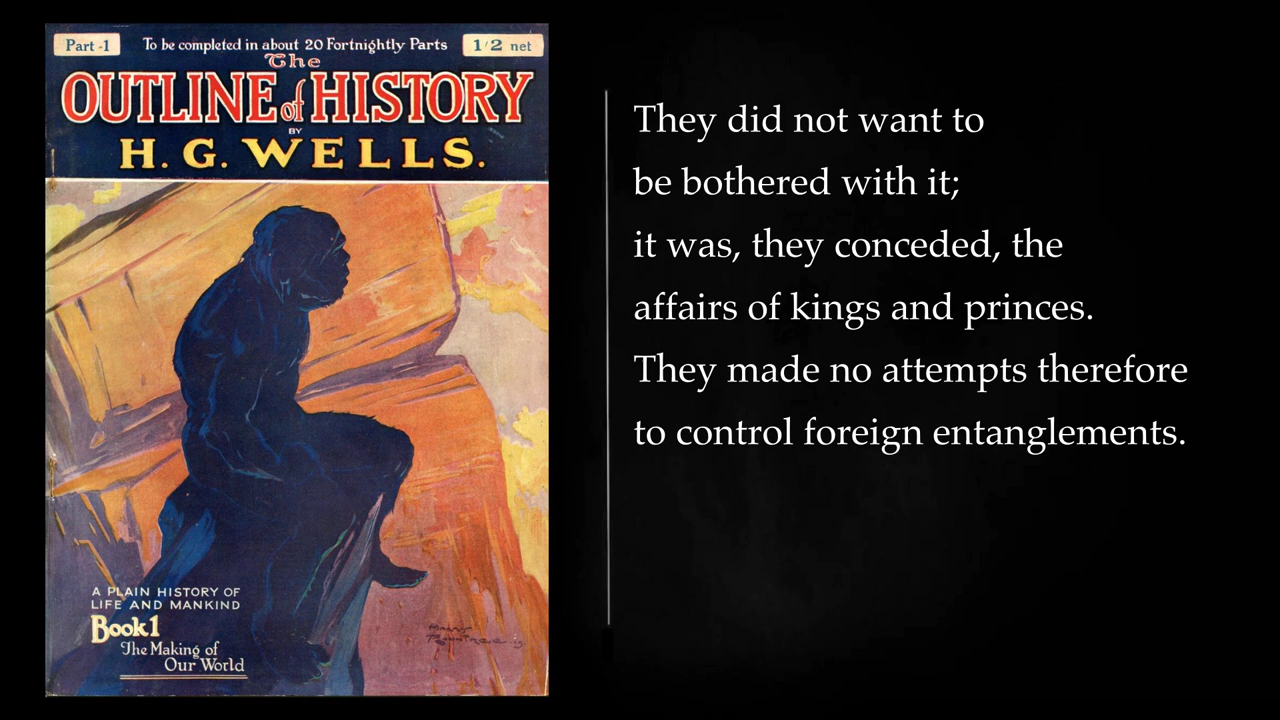 Part -1
To be completed in about 20 Fortnightly Parts
1/2 net
The
OUTLINE of HISTORY
BY
H. G. WELLS.
A PLAIN HISTORY OF
LIFE AND MANKIND
Book 1
The Making of
Our World
They did not want to
be bothered with it;
it was, they conceded, the
affairs of kings and princes.
They made no attempts therefore
to control foreign entanglements.